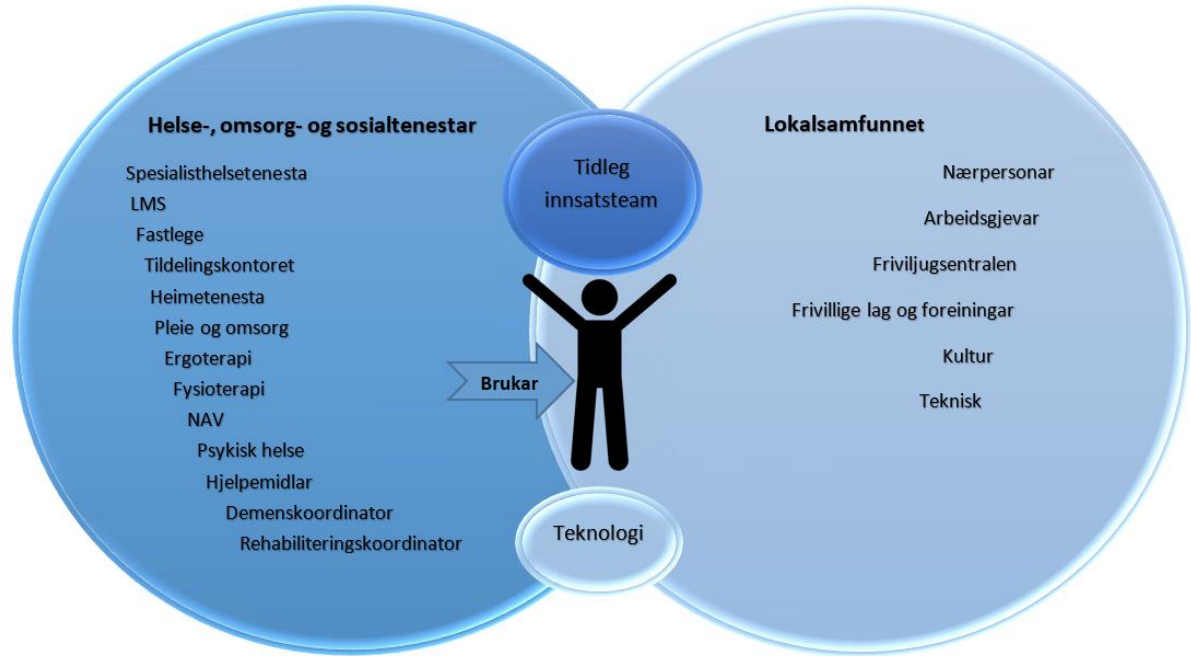 Helse-, omsorg- og sosialtenestar
Spesialisthelsetenesta
LMS
Fastlege
Tildelingskontoret
Heimetenesta
Pleie og omsorg
Ergoterapi
Fysioterapi
NAV
Psykisk helse
Hjelpemidlar
Demenskoordinator
Rehabiliteringskoordinator
Tidleg
innsatsteam
Brukar
Teknologi
Lokalsamfunnet
Nærpersonar
Arbeidsgjevar
Friviljugsentralen
Frivillige lag og foreiningar
Kultur
Teknisk